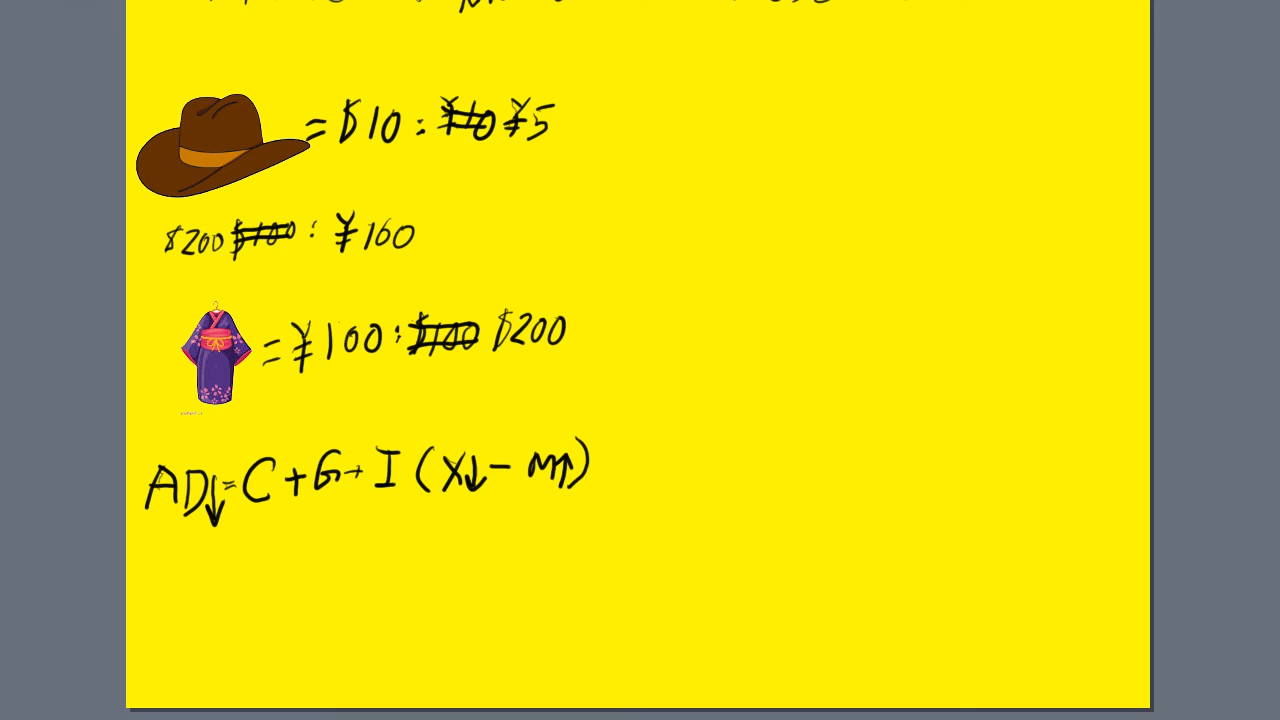 = $10 : ¥10 ¥5
$200 $100 : ¥160
= ¥100 : $100 $200
AD↓ = C + G + I (X↓ - M↑)